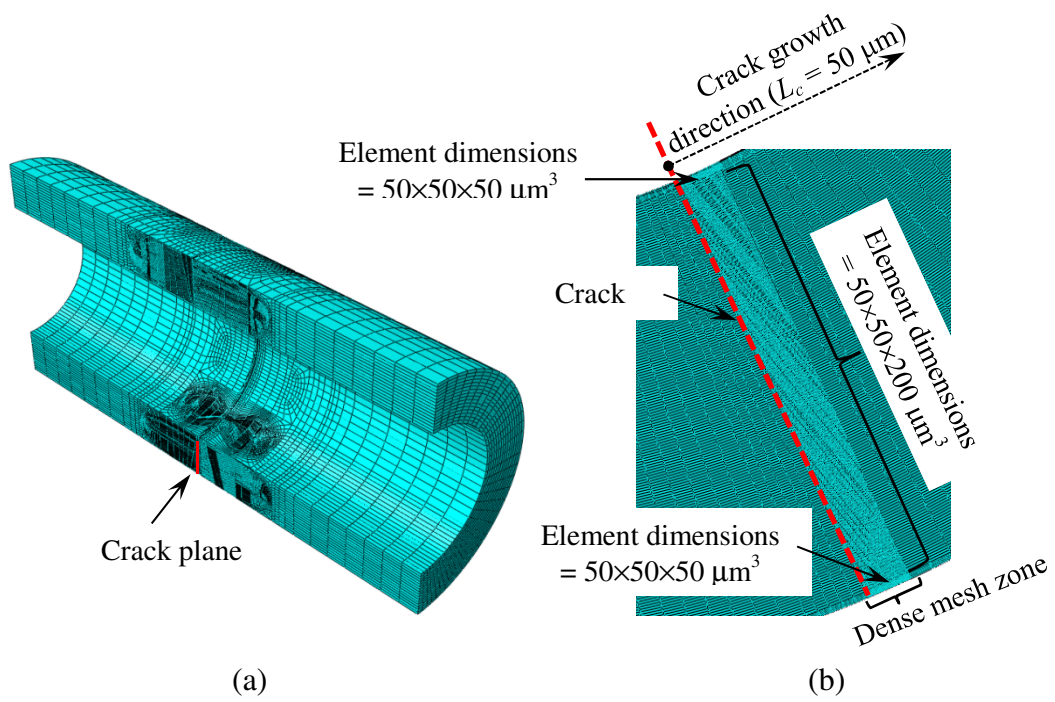 Crack growth
direction (L_c = 50 μm)
Element dimensions
= 50×50×50 μm³
Element dimensions
= 50×50×200 μm³
Crack
Element dimensions
= 50×50×50 μm³
Dense mesh zone
Crack plane
(a)
(b)